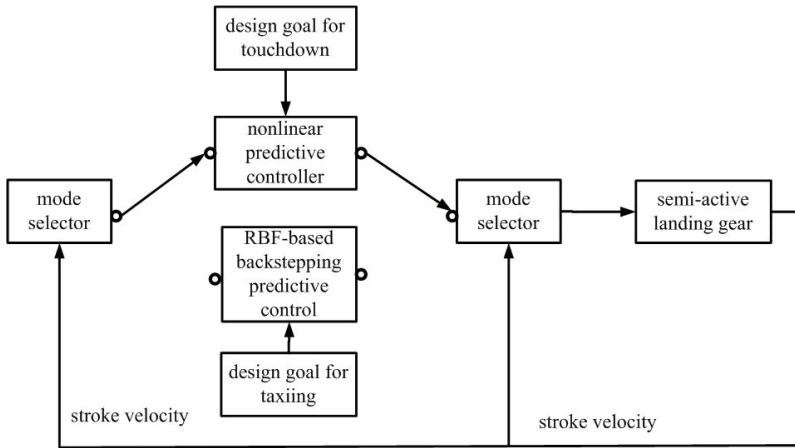 design goal for
touchdown
nonlinear
predictive
controller
mode
selector
mode
selector
semi-active
landing gear
RBF-based
backstepping
predictive
control
design goal for
taxiing
stroke velocity
stroke velocity